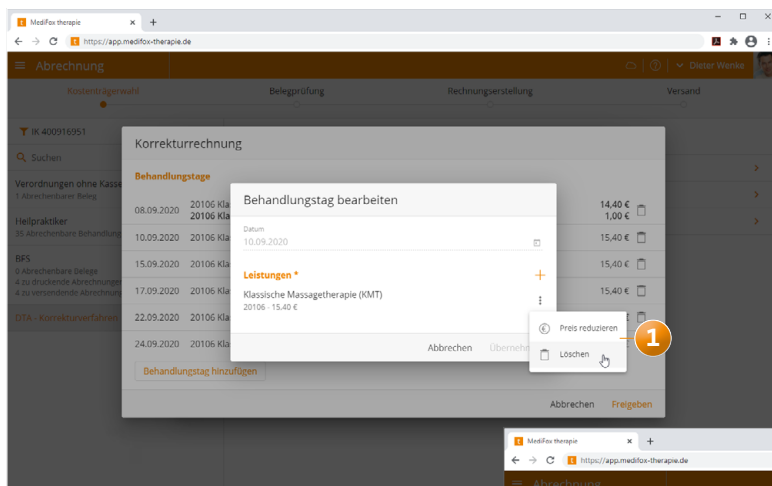 MediFox therapie × +
https://app.medifox-therapie.de
Abrechnung Dieter Wenke
Kostenträgerwahl Belegprüfung Rechnungserstellung Versand
IK 400916951
Suchen
Verordnungen ohne Kasse
1 Abrechenbarer Beleg
Heilpraktiker
35 Abrechenbare Behandlung
BFS
0 Abrechenbare Belege
4 zu druckende Abrechnungen
4 zu versendende Abrechnung
DTA - Korrekturverfahren
Korrekturrechnung
Behandlungstage
08.09.2020 20106 Kla 14,40 €
20106 Kla 1,00 €
10.09.2020 20106 Kla 15,40 €
15.09.2020 20106 Kla 15,40 €
17.09.2020 20106 Kla 15,40 €
22.09.2020 20106 Kla €
24.09.2020 20106 Kla
Behandlungstag hinzufügen
Abbrechen Freigeben
Behandlungstag bearbeiten
Datum
10.09.2020
Leistungen * +
Klassische Massagetherapie (KMT)
20106 - 15,40 €
Abbrechen Übernehm
Preis reduzieren
Löschen
1
MediFox therapie × +
https://app.medifox-therapie.de
Abrechnung